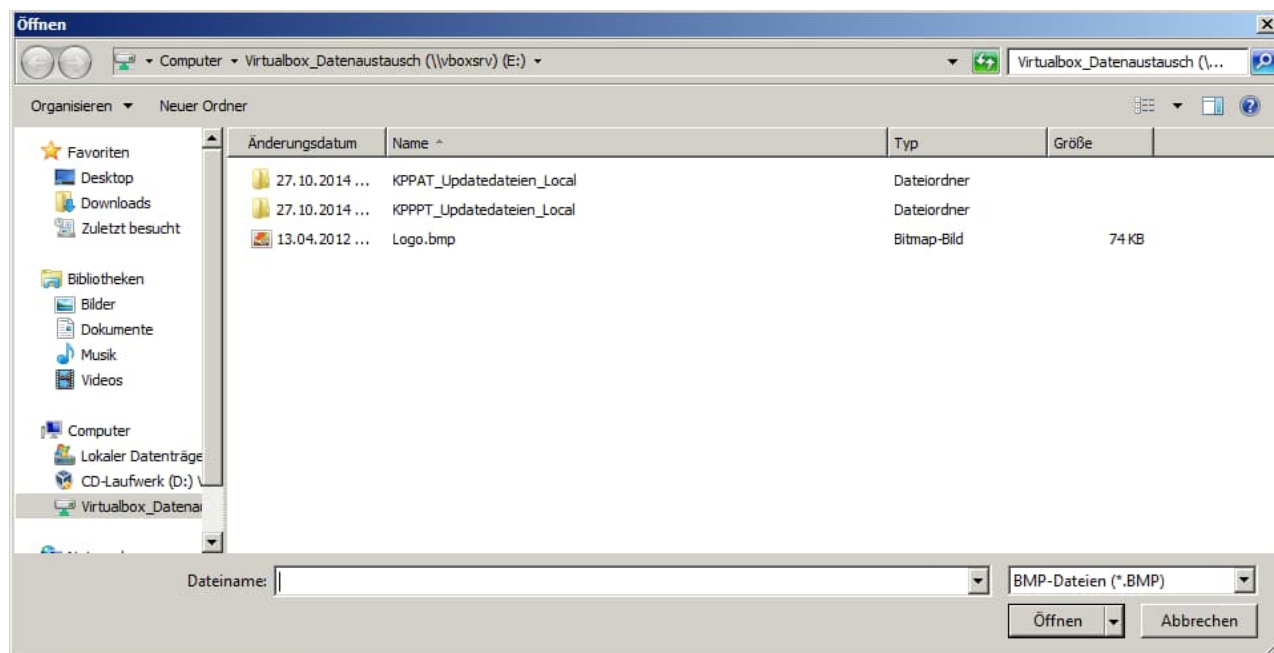 Öffnen
Computer Virtualbox_Datenaustausch (\\vboxsrv) (E:)
Virtualbox_Datenaustausch (\...
Organisieren Neuer Ordner
Favoriten
Desktop
Downloads
Zuletzt besucht
Bibliotheken
Bilder
Dokumente
Musik
Videos
Computer
Lokaler Datenträge
CD-Laufwerk (D:) \
Virtualbox_Datenau
Änderungsdatum Name Typ Größe
27.10.2014 ... KPPAT_Updatedateien_Local Dateiordner
27.10.2014 ... KPPPT_Updatedateien_Local Dateiordner
13.04.2012 ... Logo.bmp Bitmap-Bild 74 KB
Dateiname: BMP-Dateien (*.BMP)
Öffnen Abbrechen